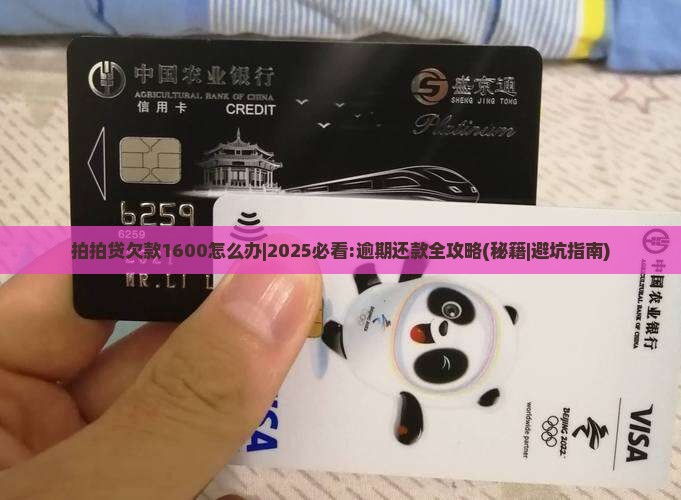 中国农业银行
AGRICULTURAL BANK OF CHINA
信用卡 CREDIT
盛京通
SHENG JING TONG
Platinum
6259
6259
拍拍贷欠款1600怎么办|2025必看:逾期还款全攻略(秘籍|避坑指南)
MR.LI
中国农业银行
AGRICULTURAL BANK OF CHINA
BEIJING 2022
worldwide partner
VISA
VISA